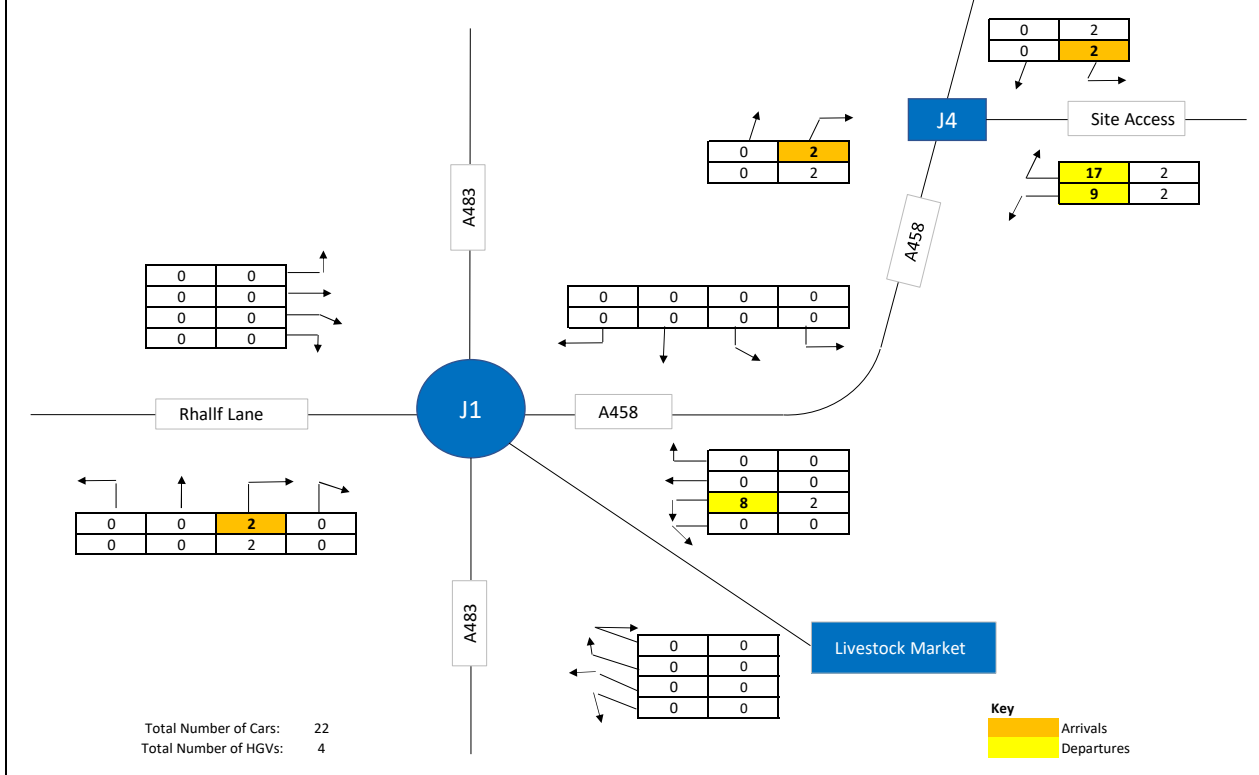 0 2
0 2
J4
Site Access
0 2
0 2
17 2
9 2
A483
A458
0 0
0 0
0 0
0 0
0 0 0 0
0 0 0 0
Rhallf Lane
J1
A458
0 0
0 0
8 2
0 0
0 0 2 0
0 0 2 0
A483
0 0
0 0
0 0
0 0
Livestock Market
Total Number of Cars: 22
Total Number of HGVs: 4
Key
Arrivals
Departures